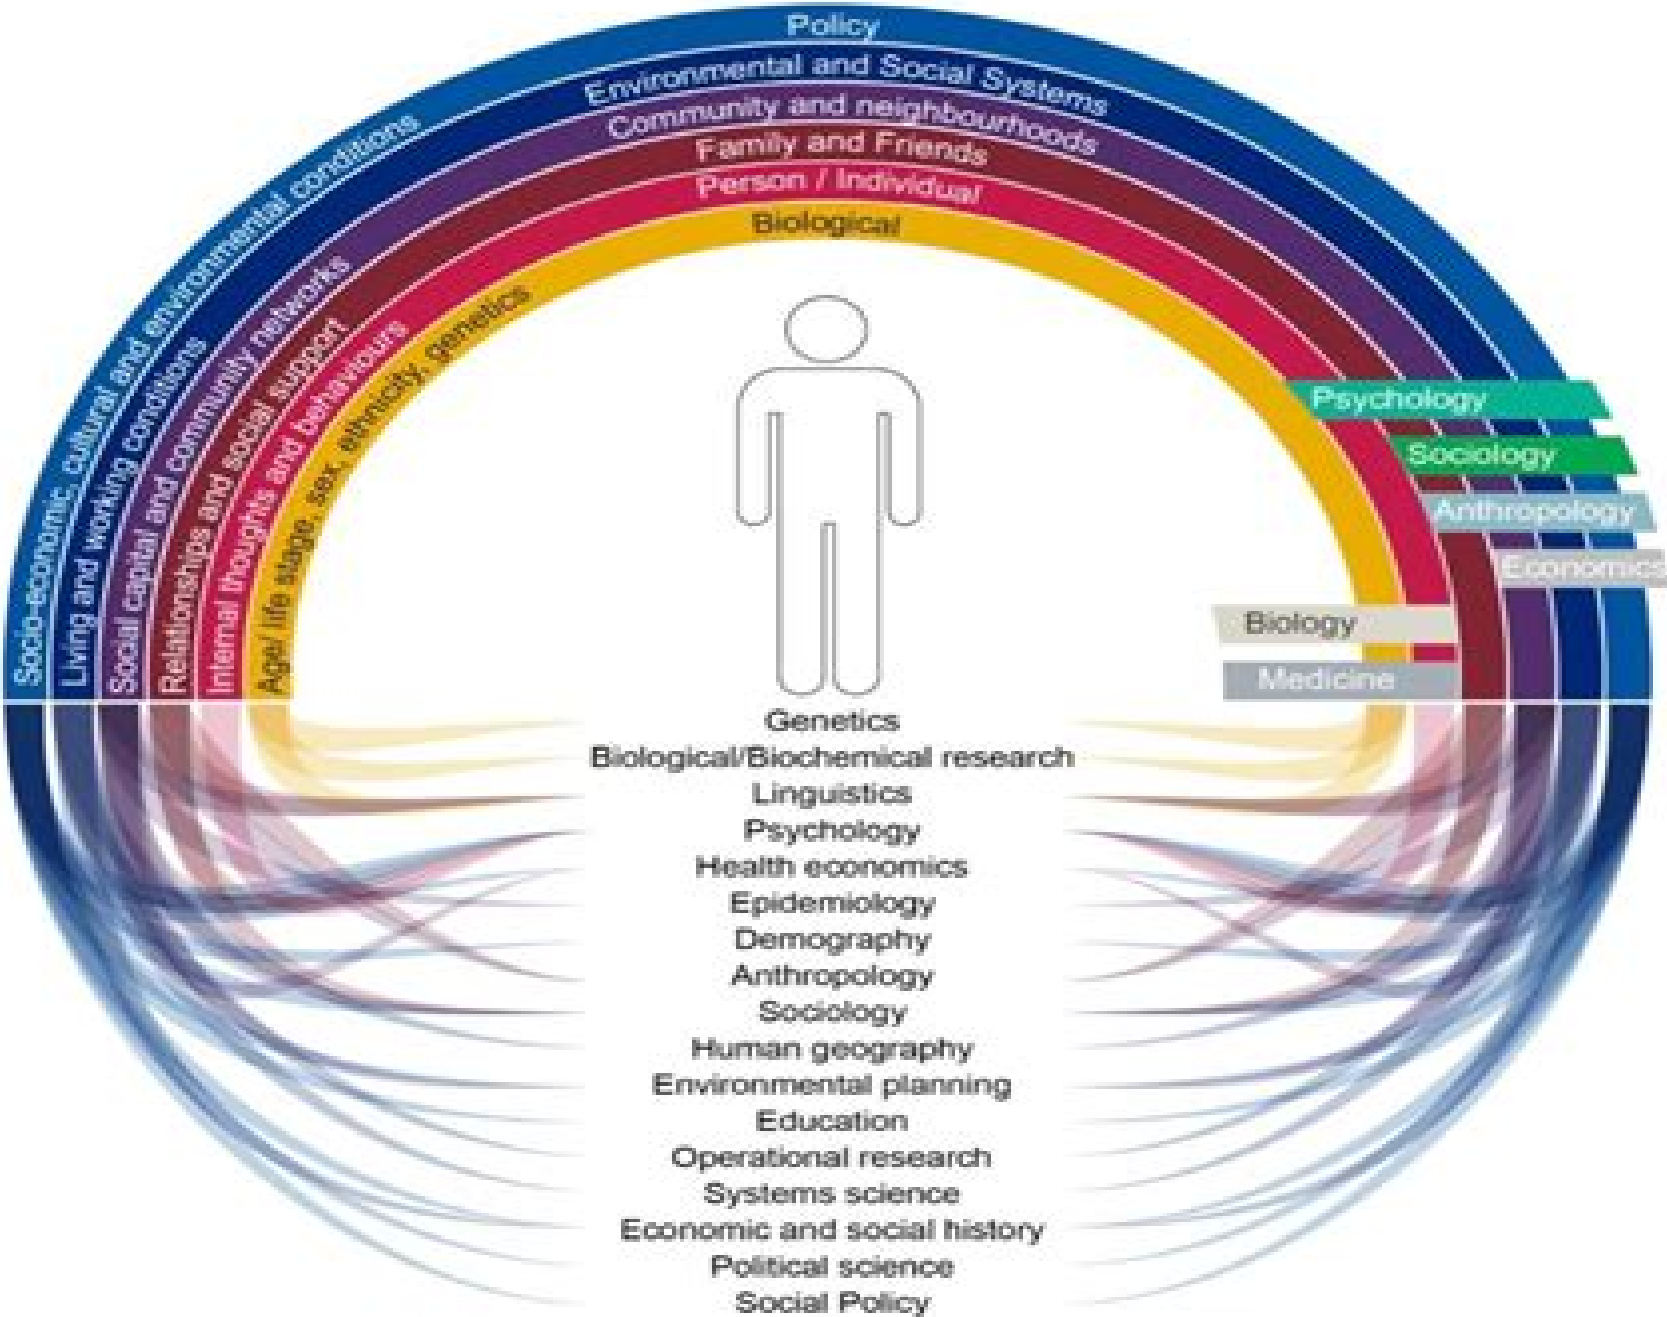 Policy
Environmental and Social Systems
Community and neighbourhoods
Family and Friends
Person / Individual
Biological
Socio-economic, cultural and environmental conditions
Living and working conditions
Social capital and community networks
Relationships and social support
Internal thoughts and behaviours
Age/ life stage, sex, ethnicity, genetics
Psychology
Sociology
Anthropology
Economics
Biology
Medicine
Genetics
Biological/Biochemical research
Linguistics
Psychology
Health economics
Epidemiology
Demography
Anthropology
Sociology
Human geography
Environmental planning
Education
Operational research
Systems science
Economic and social history
Political science
Social Policy